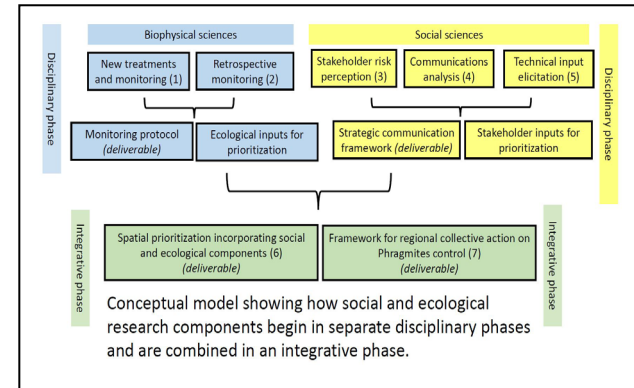 Biophysical sciences
Social sciences
Disciplinary phase
New treatments
and monitoring (1)
Retrospective
monitoring (2)
Stakeholder risk
perception (3)
Communications
analysis (4)
Technical input
elicitation (5)
Disciplinary phase
Monitoring protocol
(deliverable)
Ecological inputs for
prioritization
Strategic communication
framework (deliverable)
Stakeholder inputs for
prioritization
Integrative phase
Spatial prioritization incorporating social
and ecological components (6)
(deliverable)
Framework for regional collective action on
Phragmites control (7)
(deliverable)
Integrative phase
Conceptual model showing how social and ecological
research components begin in separate disciplinary phases
and are combined in an integrative phase.